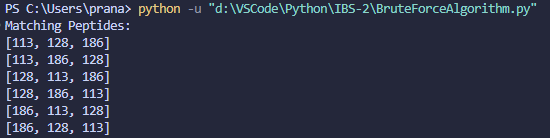 PS C:\Users\prana> python -u "d:\VSCode\Python\IBS-2\BruteForceAlgorithm.py"
Matching Peptides:
[113, 128, 186]
[113, 186, 128]
[128, 113, 186]
[128, 186, 113]
[186, 113, 128]
[186, 128, 113]